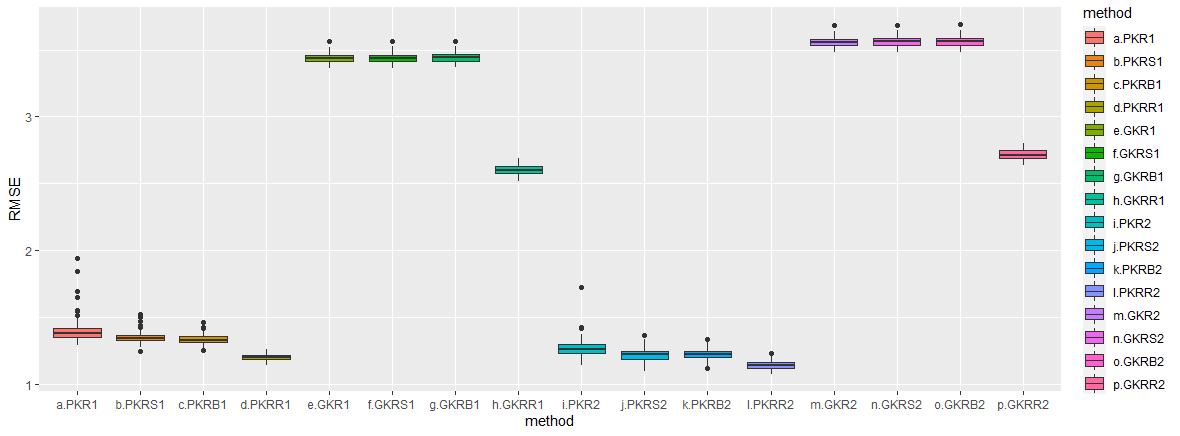 RMSE
3
2
1
a.PKR1 b.PKRS1 c.PKRB1 d.PKRR1 e.GKR1 f.GKRS1 g.GKRB1 h.GKRR1 i.PKR2 j.PKRS2 k.PKRB2 l.PKRR2 m.GKR2 n.GKRS2 o.GKRB2 p.GKRR2
method
method
a.PKR1
b.PKRS1
c.PKRB1
d.PKRR1
e.GKR1
f.GKRS1
g.GKRB1
h.GKRR1
i.PKR2
j.PKRS2
k.PKRB2
l.PKRR2
m.GKR2
n.GKRS2
o.GKRB2
p.GKRR2